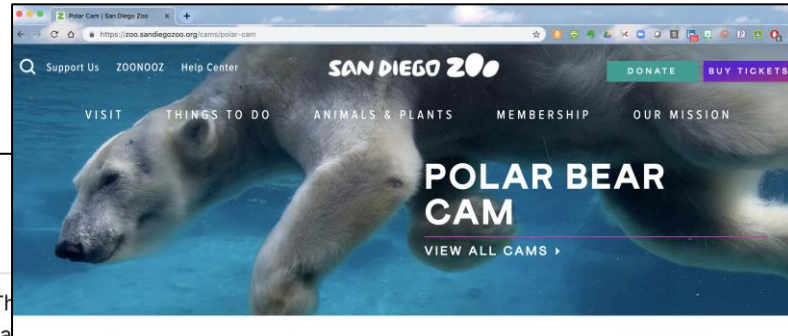 Polar Cam | San Diego Zoo
https://zoo.sandiegozoo.org/cams/polar-cam
Support Us ZOONOOZ Help Center SAN DIEGO ZOO DONATE BUY TICKETS
VISIT THINGS TO DO ANIMALS & PLANTS MEMBERSHIP OUR MISSION
POLAR BEAR
CAM
VIEW ALL CAMS